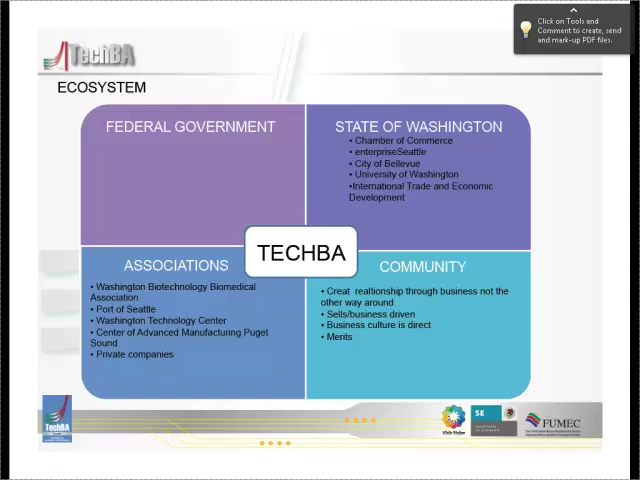 Click on Tools and
Comment to create, send
and mark-up PDF files.
TechBA
ECOSYSTEM
FEDERAL GOVERNMENT
STATE OF WASHINGTON
• Chamber of Commerce
• enterpriseSeattle
• City of Bellevue
• University of Washington
•International Trade and Economic
Development
TECHBA
ASSOCIATIONS
• Washington Biotechnology Biomedical
Association
• Port of Seattle
• Washington Technology Center
• Center of Advanced Manufacturing Puget
Sound
• Private companies
COMMUNITY
• Creat realtionship through business not the
other way around
• Sells/business driven
• Business culture is direct
• Merits
TechBA
Vivir Mejor
SE
FUMEC